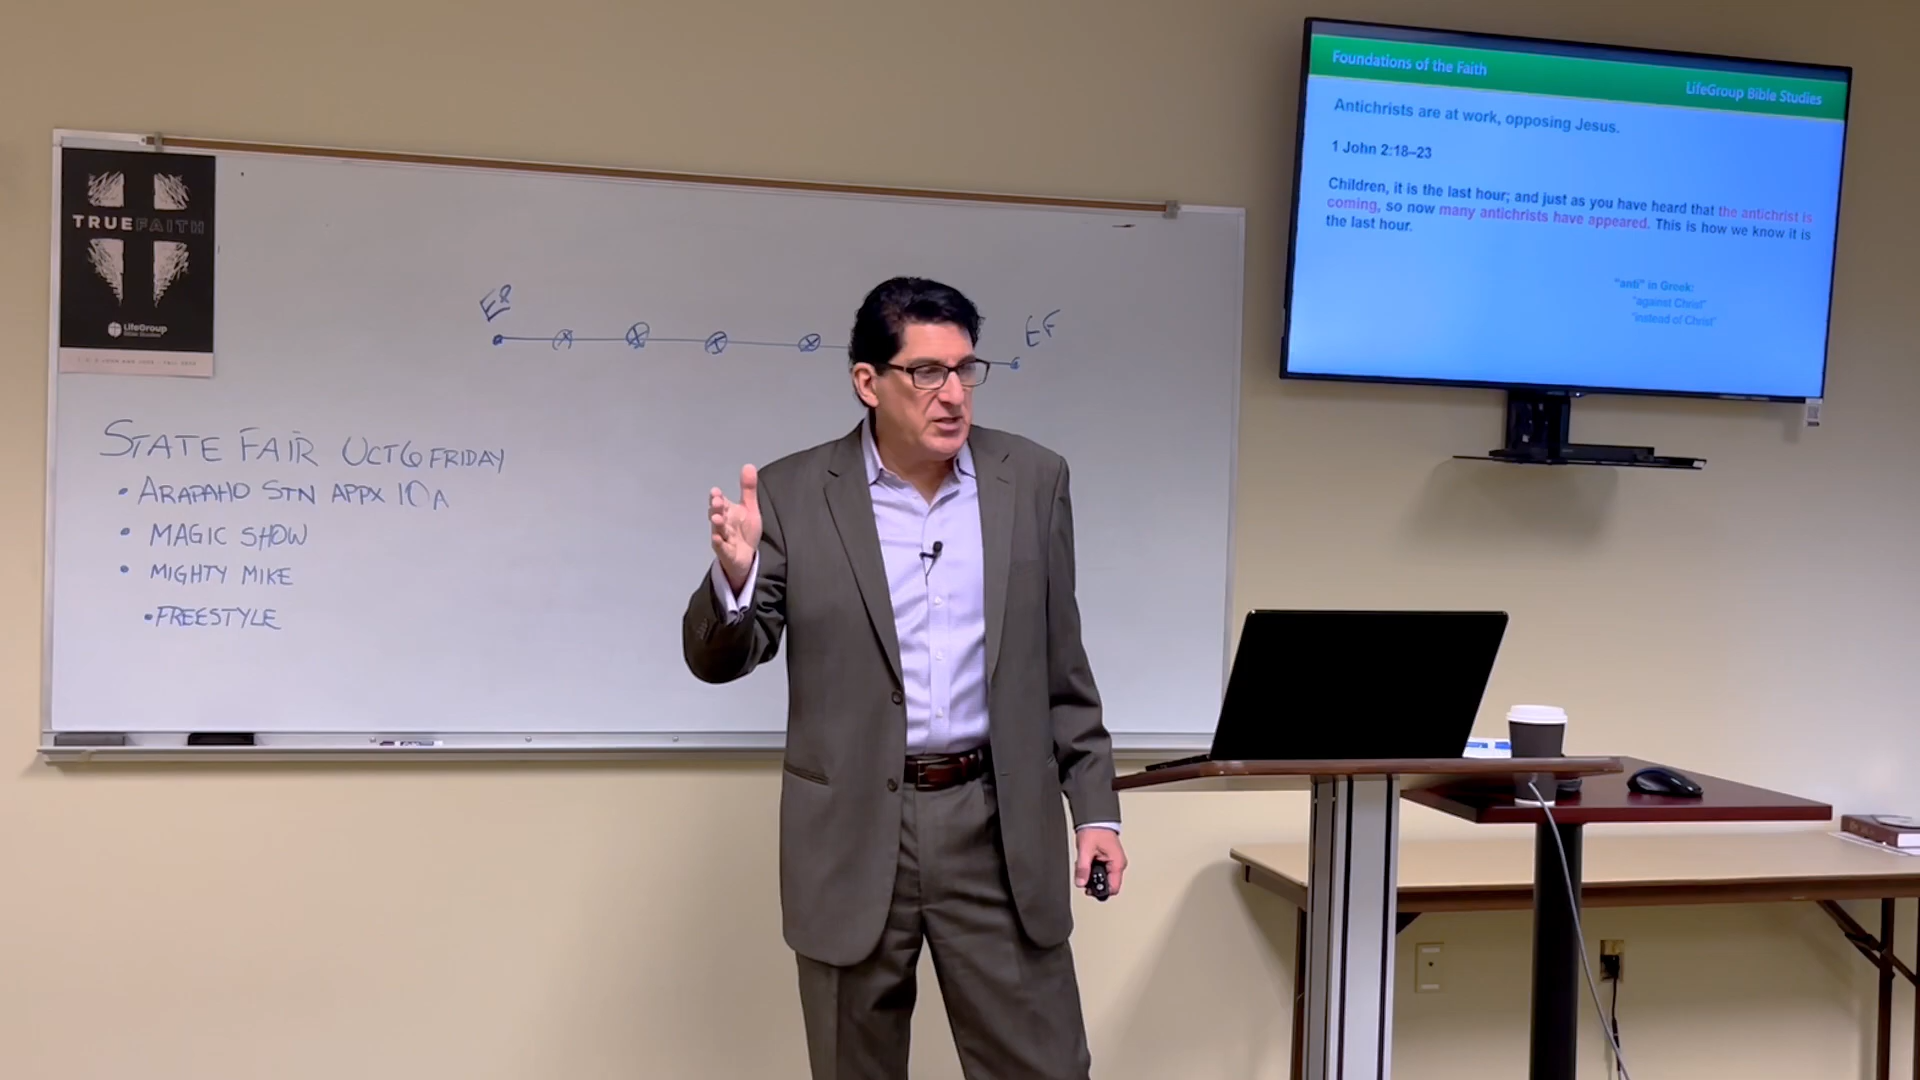 TRUEFAITH
LifeGroup
Bible Studies
STATE FAIR OCT 6 FRIDAY
• ARAPAHO STN APPX 10A
• MAGIC SHOW
• MIGHTY MIKE
• FREESTYLE
EF
Foundations of the Faith
LifeGroup Bible Studies
Antichrists are at work, opposing Jesus.
1 John 2:18–23
Children, it is the last hour; and just as you have heard that the antichrist is
coming, so now many antichrists have appeared. This is how we know it is
the last hour.
"anti" in Greek:
"against Christ"
"instead of Christ"